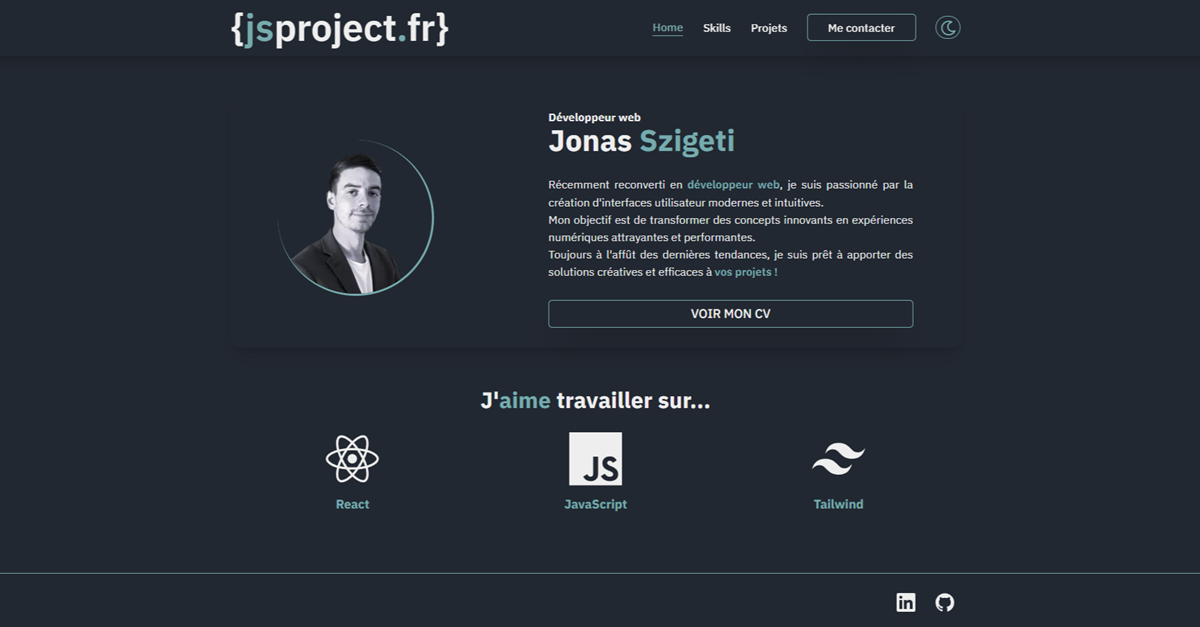 {jsproject.fr}
Home Skills Projets Me contacter
Développeur web
Jonas Szigeti
Récemment reconverti en développeur web, je suis passionné par la
création d'interfaces utilisateur modernes et intuitives.
Mon objectif est de transformer des concepts innovants en expériences
numériques attrayantes et performantes.
Toujours à l'affût des dernières tendances, je suis prêt à apporter des
solutions créatives et efficaces à vos projets !
VOIR MON CV
J'aime travailler sur...
JS
React JavaScript Tailwind
in